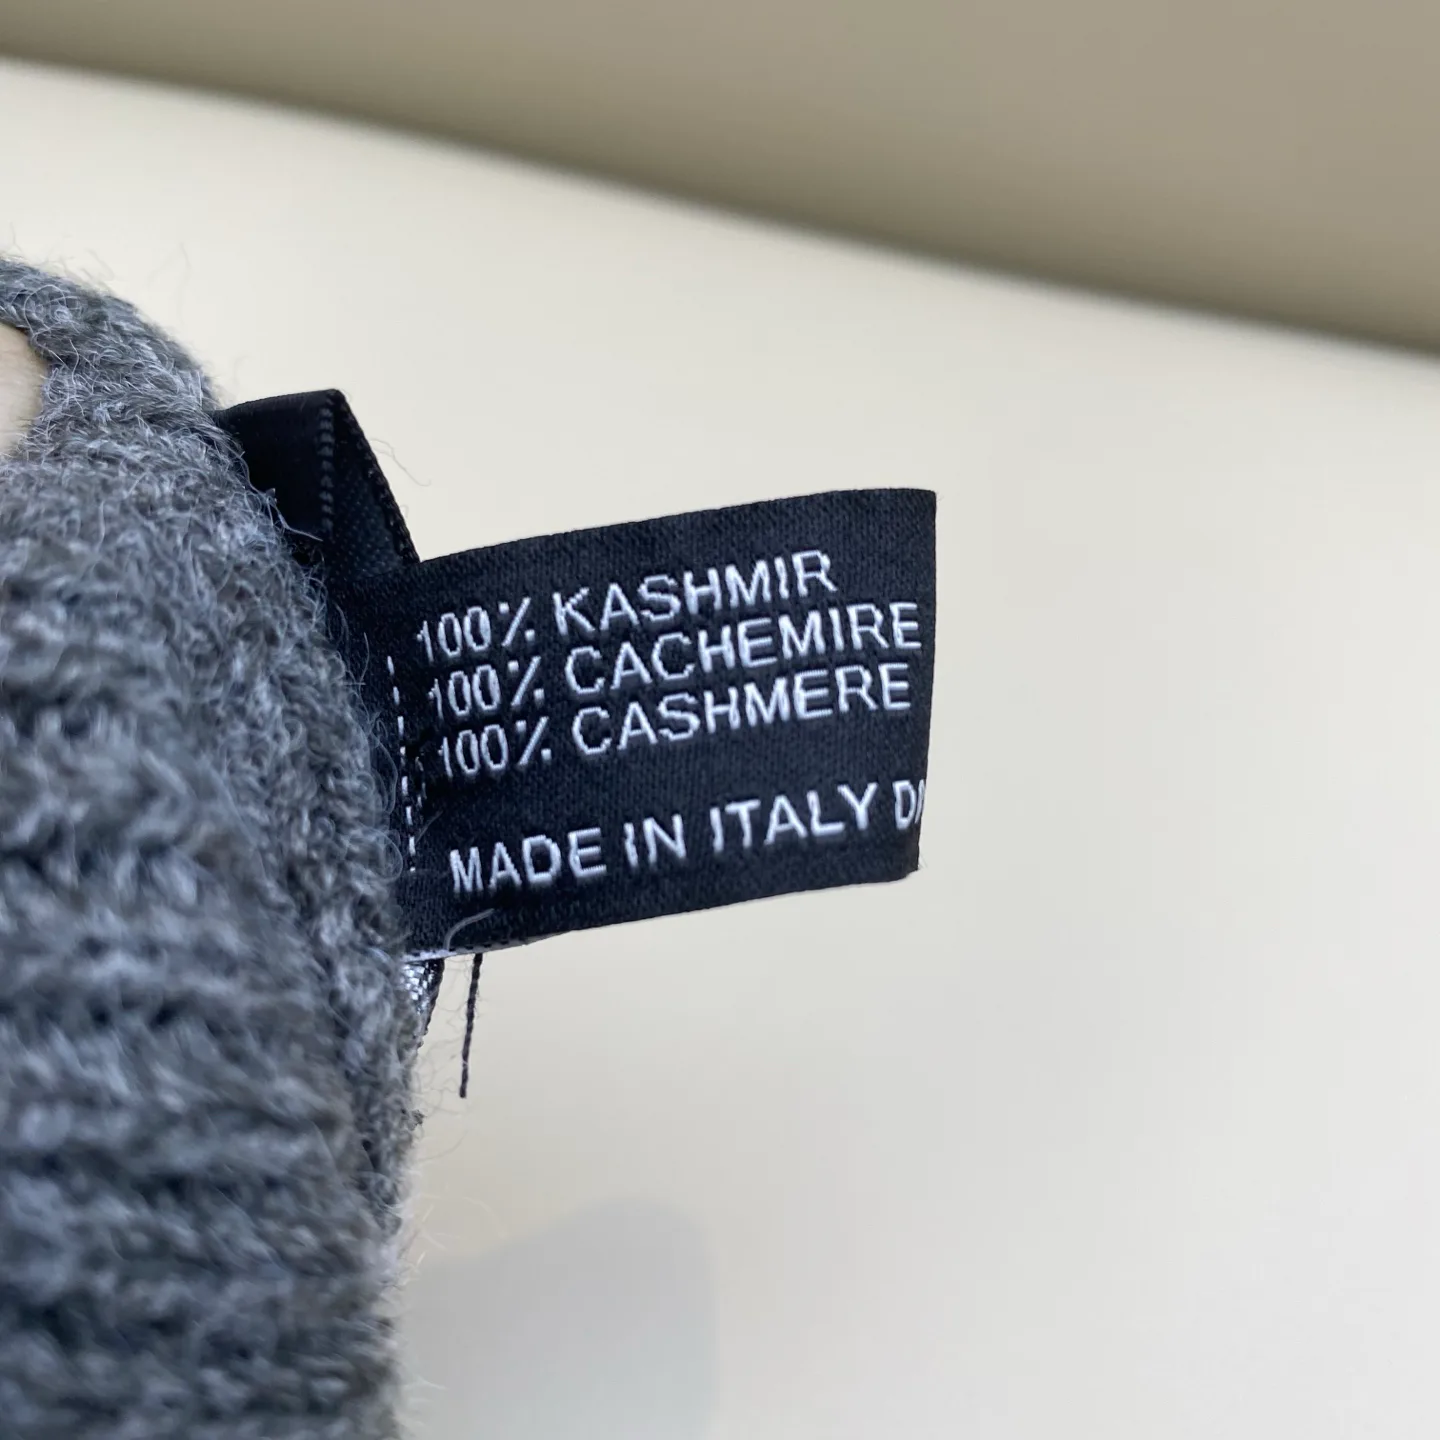 100% KASHMIR
100% CACHEMIRE
100% CASHMERE
MADE IN ITALY